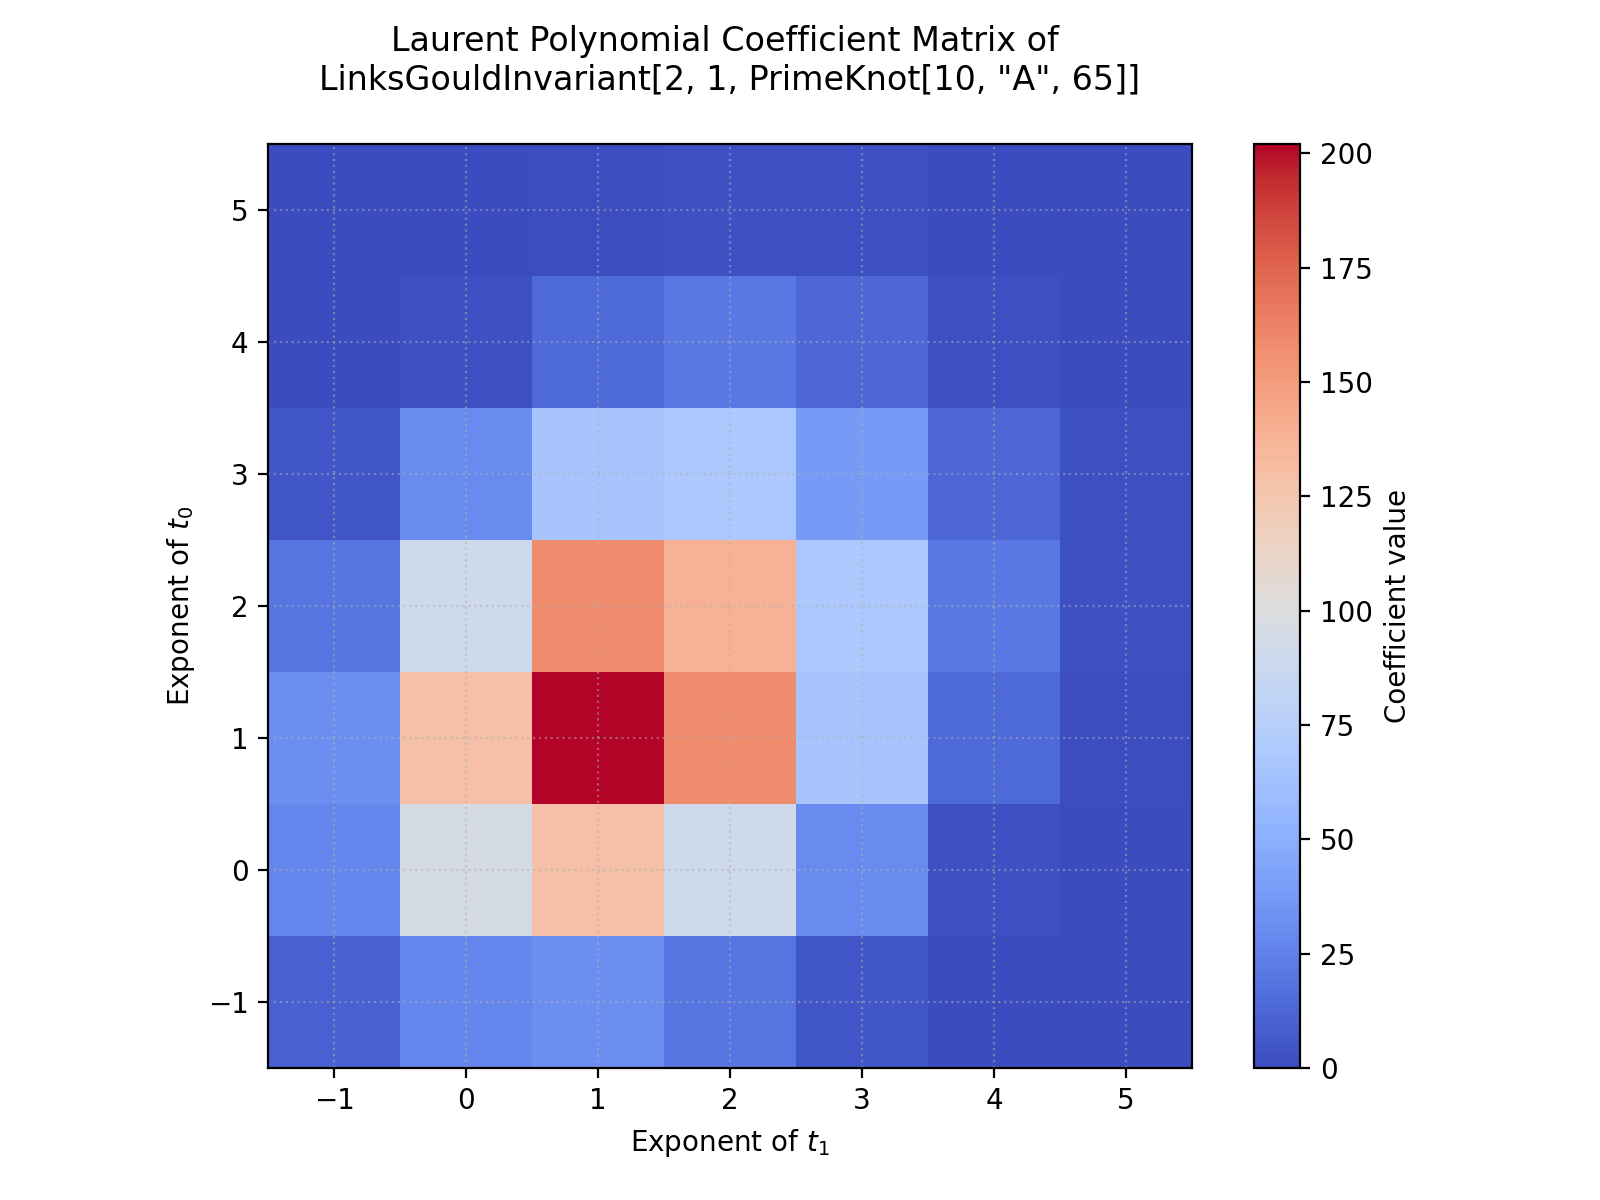 Laurent Polynomial Coefficient Matrix of
LinksGouldInvariant[2, 1, PrimeKnot[10, "A", 65]]
5
4
3
2
1
0
−1
Exponent of t₀
−1 0 1 2 3 4 5
Exponent of t₁
200
175
150
125
100
75
50
25
0
Coefficient value